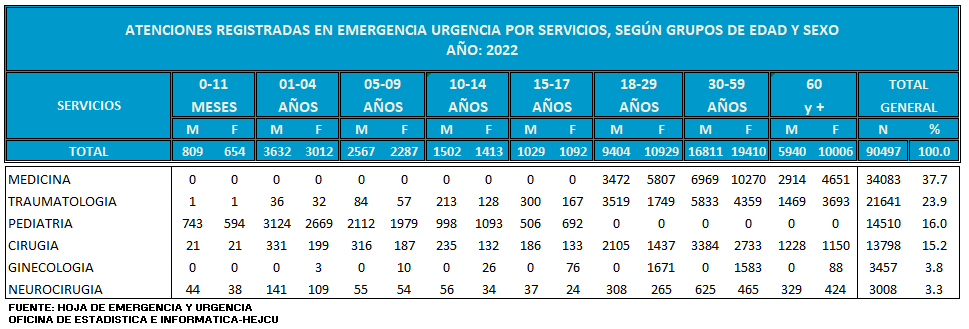 ATENCIONES REGISTRADAS EN EMERGENCIA URGENCIA POR SERVICIOS, SEGÚN GRUPOS DE EDAD Y SEXO
AÑO: 2022
SERVICIOS 0-11 MESES 01-04 AÑOS 05-09 AÑOS 10-14 AÑOS 15-17 AÑOS 18-29 AÑOS 30-59 AÑOS 60 y + TOTAL GENERAL
M F M F M F M F M F M F M F M F N %
TOTAL 809 654 3632 3012 2567 2287 1502 1413 1029 1092 9404 10929 16811 19410 5940 10006 90497 100.0
MEDICINA 0 0 0 0 0 0 0 0 0 0 3472 5807 6969 10270 2914 4651 34083 37.7
TRAUMATOLOGIA 1 1 36 32 84 57 213 128 300 167 3519 1749 5833 4359 1469 3693 21641 23.9
PEDIATRIA 743 594 3124 2669 2112 1979 998 1093 506 692 0 0 0 0 0 0 14510 16.0
CIRUGIA 21 21 331 199 316 187 235 132 186 133 2105 1437 3384 2733 1228 1150 13798 15.2
GINECOLOGIA 0 0 0 3 0 10 0 26 0 76 0 1671 0 1583 0 88 3457 3.8
NEUROCIRUGIA 44 38 141 109 55 54 56 34 37 24 308 265 625 465 329 424 3008 3.3
FUENTE: HOJA DE EMERGENCIA Y URGENCIA
OFICINA DE ESTADISTICA E INFORMATICA-HEJCU